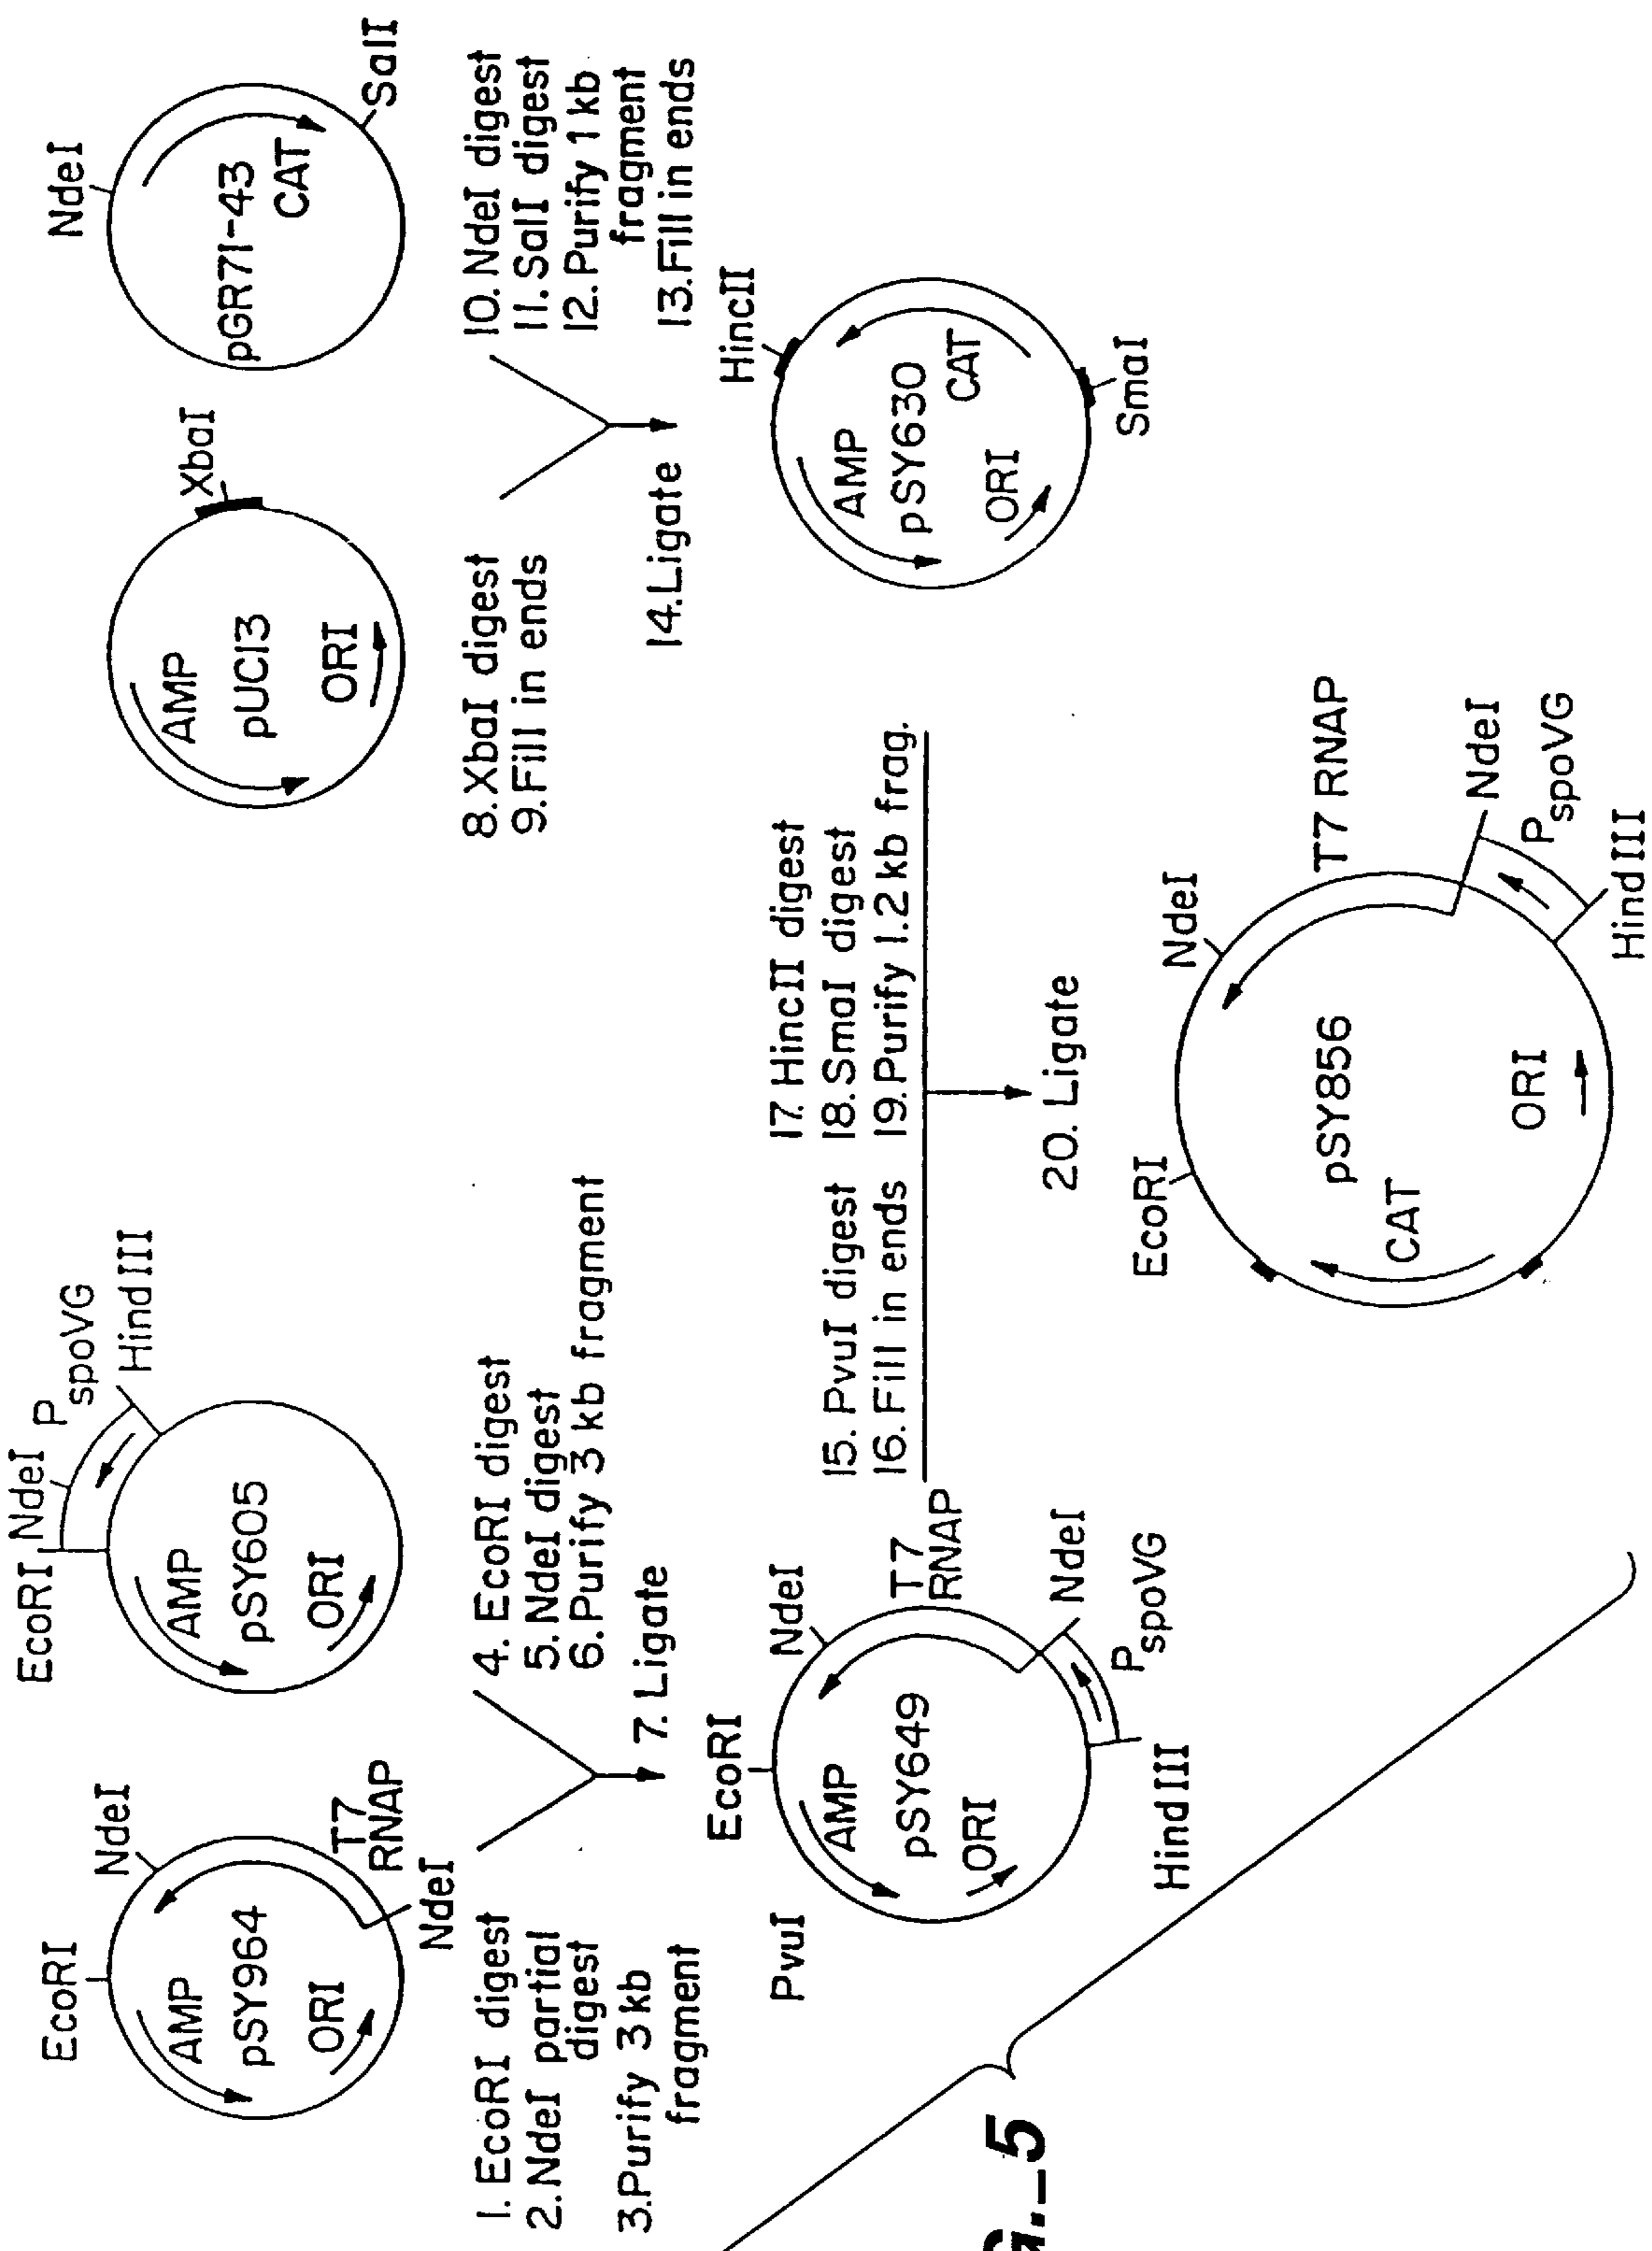 EcoRI
NdeI
AMP
pSY964
ORI
T7
RNAP
NdeI
EcoRI
NdeI
P spoVG
HindIII
AMP
pSY605
ORI
1. EcoRI digest
2. NdeI partial
digest
3. Purify 3 kb
fragment
4. EcoRI digest
5. NdeI digest
6. Purify 3 kb fragment
7. Ligate
XbaI
AMP
pUC13
ORI
NdeI
pGR71-43
CAT
SalI
8. XbaI digest
9. Fill in ends
10. NdeI digest
11. SalI digest
12. Purify 1 kb
fragment
13. Fill in ends
14. Ligate
PvuI
EcoRI
NdeI
AMP
pSY649
ORI
T7
RNAP
NdeI
P spoVG
HindIII
HincII
AMP
pSY630
CAT
ORI
SmaI
15. PvuI digest
16. Fill in ends
17. HincII digest
18. SmaI digest
19. Purify 1.2 kb frag.
20. Ligate
EcoRI
NdeI
T7 RNAP
pSY856
CAT
ORI
NdeI
P spoVG
HindIII
G._5